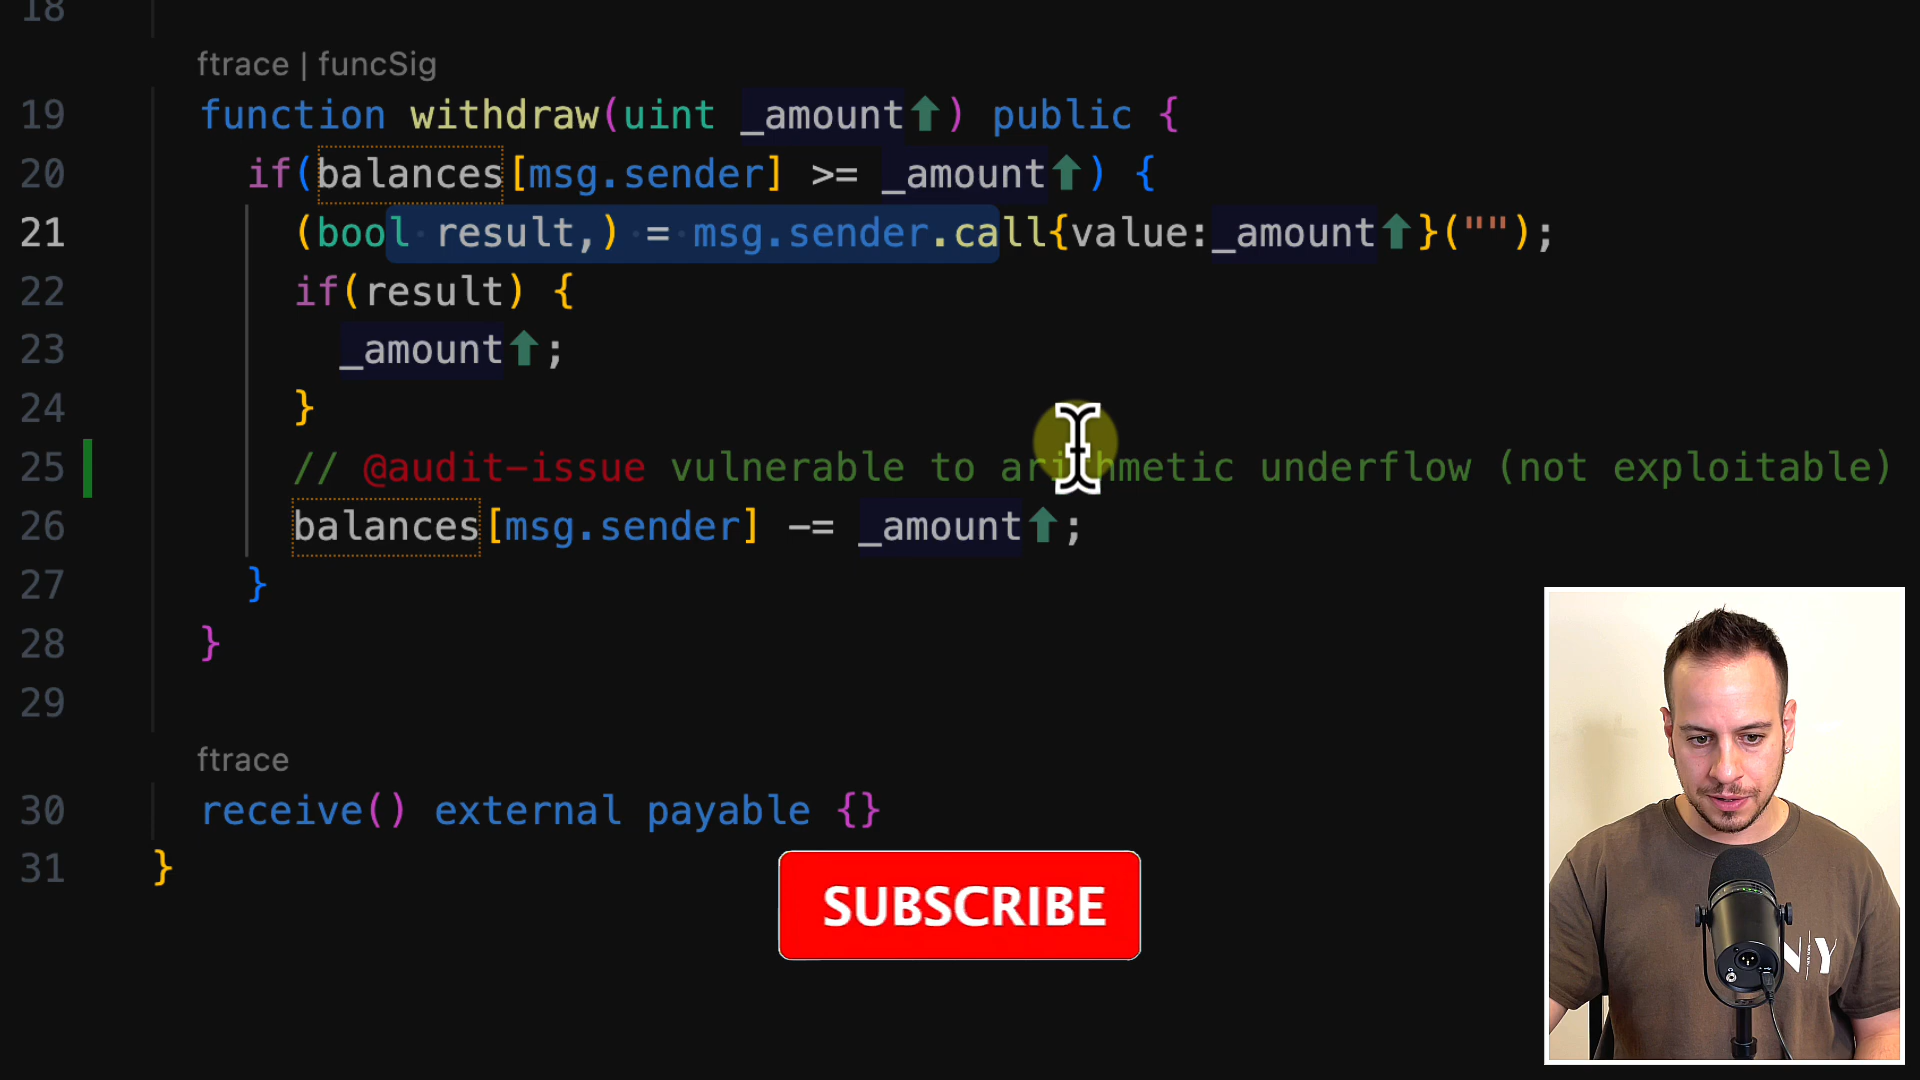 18
ftrace | funcSig
19 function withdraw(uint _amount⬆) public {
20 if(balances[msg.sender] >= _amount⬆) {
21 (bool result,) = msg.sender.call{value:_amount⬆}("");
22 if(result) {
23 _amount⬆;
24 }
25 // @audit-issue vulnerable to arithmetic underflow (not exploitable)
26 balances[msg.sender] -= _amount⬆;
27 }
28 }
29
ftrace
30 receive() external payable {}
31 }
SUBSCRIBE
NY